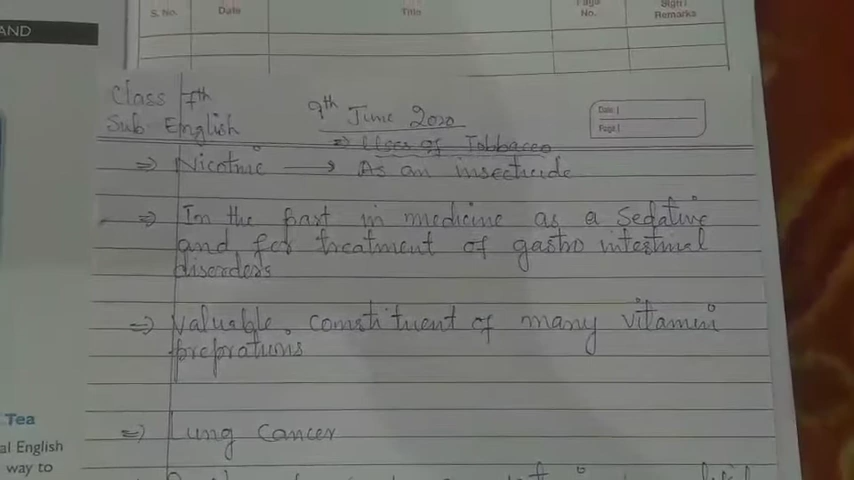 AND
S. No.
Date
Title
Page No.
Sign / Remarks
Class 7th
Sub English
9th June 2020
Date
Page
⇒ Uses of Tobbacco
⇒ Nicotine → As an insecticide
⇒ In the past in medicine as a Sedative
and for treatment of gastro intestinal
disorders
⇒ Valuable constituent of many vitamin
prepratums
⇒ Lung Cancer
Tea
al English
way to